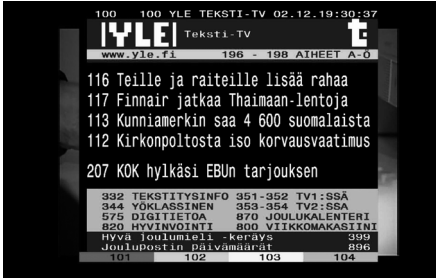 100 100 YLE TEKSTI-TV 02.12.19:30:37
YLE Teksti-TV t:
www.yle.fi 196 - 198 AIHEET A-Ö
116 Teille ja raiteille lisää rahaa
117 Finnair jatkaa Thaimaan-lentoja
113 Kunniamerkin saa 4 600 suomalaista
112 Kirkonpoltosta iso korvausvaatimus
207 KOK hylkäsi EBUn tarjouksen
332 TEKSTITYSINFO 351-352 TV1:SSÄ
344 YÖKLASSINEN 353-354 TV2:SSA
575 DIGITIETOA 870 JOULUKALENTERI
820 HYVINVOINTI 800 VIIKKOMAKASIINI
Hyvä joulumieli -keräys 399
JouluPostin päivämäärät 896
101 102 103 104